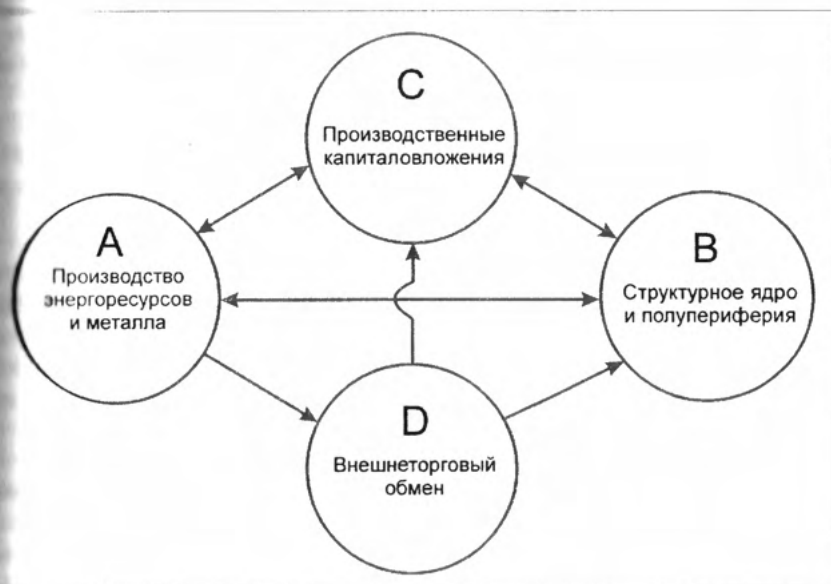 C
Производственные
капиталовложения
A
Производство
энергоресурсов
и металла
B
Структурное ядро
и полупериферия
D
Внешнеторговый
обмен